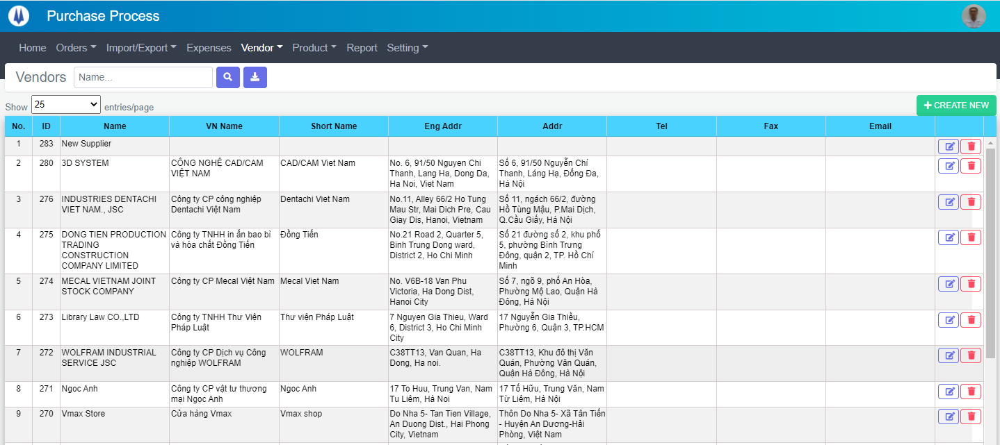 Purchase Process
Home Orders Import/Export Expenses Vendor Product Report Setting
Vendors Name...
Show 25 entries/page
CREATE NEW
No. ID Name VN Name Short Name Eng Addr Addr Tel Fax Email
1 283 New Supplier
2 280 3D SYSTEM CÔNG NGHỆ CAD/CAM CAD/CAM Viet Nam No. 6, 91/50 Nguyen Chi Số 6, 91/50 Nguyễn Chí
VIỆT NAM Thanh, Lang Ha, Dong Da, Thanh, Láng Hạ, Đống Đa,
Ha Noi, Viet Nam Hà Nội
3 276 INDUSTRIES DENTACHI Công ty CP công nghiệp Dentachi Viet Nam No.11, Alley 66/2 Ho Tung Số 11, ngách 66/2, đường
VIET NAM., JSC Dentachi Việt Nam Mau Str, Mai Dich Pre, Cau Hồ Tùng Mậu, P.Mai Dịch,
Giay Dis, Hanoi, Vietnam Q.Cầu Giấy, Hà Nội
4 275 DONG TIEN PRODUCTION Công ty TNHH in ấn bao bì Đồng Tiến No.21 Road 2, Quarter 5, Số 21 đường số 2, khu phố
TRADING và hóa chất Đồng Tiến Binh Trung Dong ward, 5, phường Bình Trưng
CONSTRUCTION District 2, Ho Chi Minh Đông, quận 2, TP. Hồ Chí
COMPANY LIMITED Minh
5 274 MECAL VIETNAM JOINT Công ty CP Mecal Việt Nam Mecal Viet Nam No. V6B-18 Van Phu Số 7, ngõ 9, phố An Hòa,
STOCK COMPANY Victoria, Ha Dong Dist, Phường Mộ Lao, Quận Hà
Hanoi City Đông, Hà Nội
6 273 Library Law CO.,LTD Công ty TNHH Thư Viện Thư viện Pháp Luật 7 Nguyen Gia Thieu, Ward 17 Nguyễn Gia Thiều,
Pháp Luật 6, District 3, Ho Chi Minh Phường 6, Quận 3, TP.HCM
City
7 272 WOLFRAM INDUSTRIAL Công ty CP Dịch vụ Công WOLFRAM C38TT13, Van Quan, Ha C38TT13, Khu đô thị Văn
SERVICE JSC nghiệp WOLFRAM Dong, Ha noi. Quán, Phường Văn Quán,
Quận Hà Đông, Hà Nội
8 271 Ngoc Anh Công ty CP vật tư thương Ngoc Anh 17 To Huu, Trung Van, Nam 17 Tố Hữu, Trung Văn, Nam
mại Ngọc Anh Tu Liêm, Hà Noi Từ Liêm, Hà Nội
9 270 Vmax Store Cửa hàng Vmax Vmax shop Do Nha 5- Tan Tien Village, Thôn Do Nha 5- Xã Tân Tiến
An Duong Dist., Hai Phong - Huyện An Dương-Hải
City, Vietnam Phòng, Việt Nam